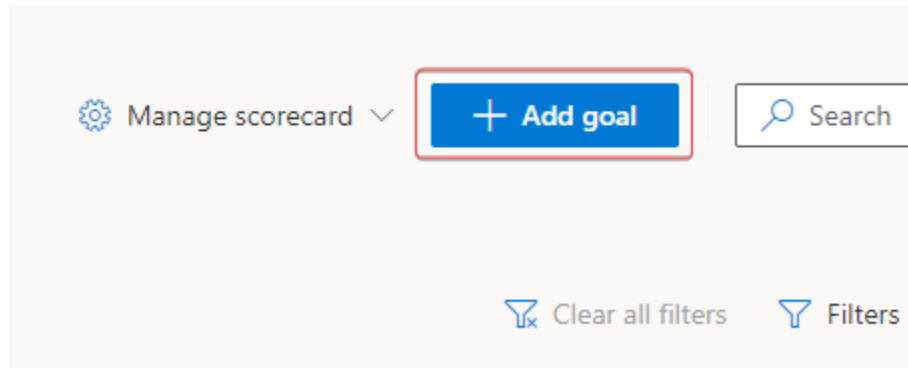 Manage scorecard
Add goal
Search
Clear all filters
Filters